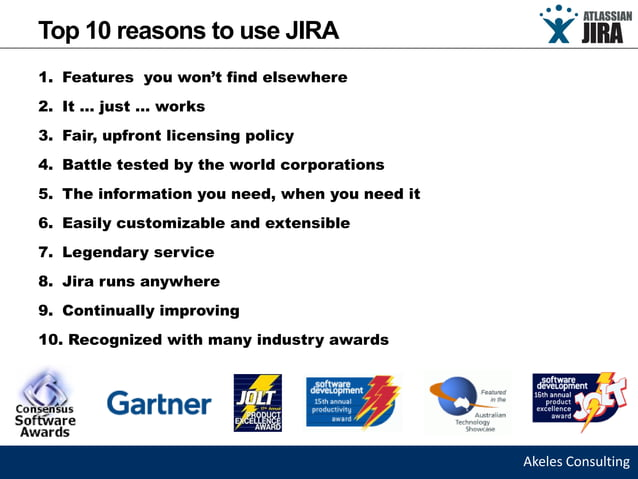 Top 10 reasons to use JIRA
ATLASSIAN
JIRA
1. Features you won’t find elsewhere
2. It … just … works
3. Fair, upfront licensing policy
4. Battle tested by the world corporations
5. The information you need, when you need it
6. Easily customizable and extensible
7. Legendary service
8. Jira runs anywhere
9. Continually improving
10. Recognized with many industry awards
Consensus
Software
Awards
Gartner
JOLT
PRODUCT
EXCELLENCE
AWARD
software
development
15th annual
productivity
award
Featured
in the
Australian
Technology
Showcase
software
development
annual
product
excellence
award
JOLT
Akeles Consulting